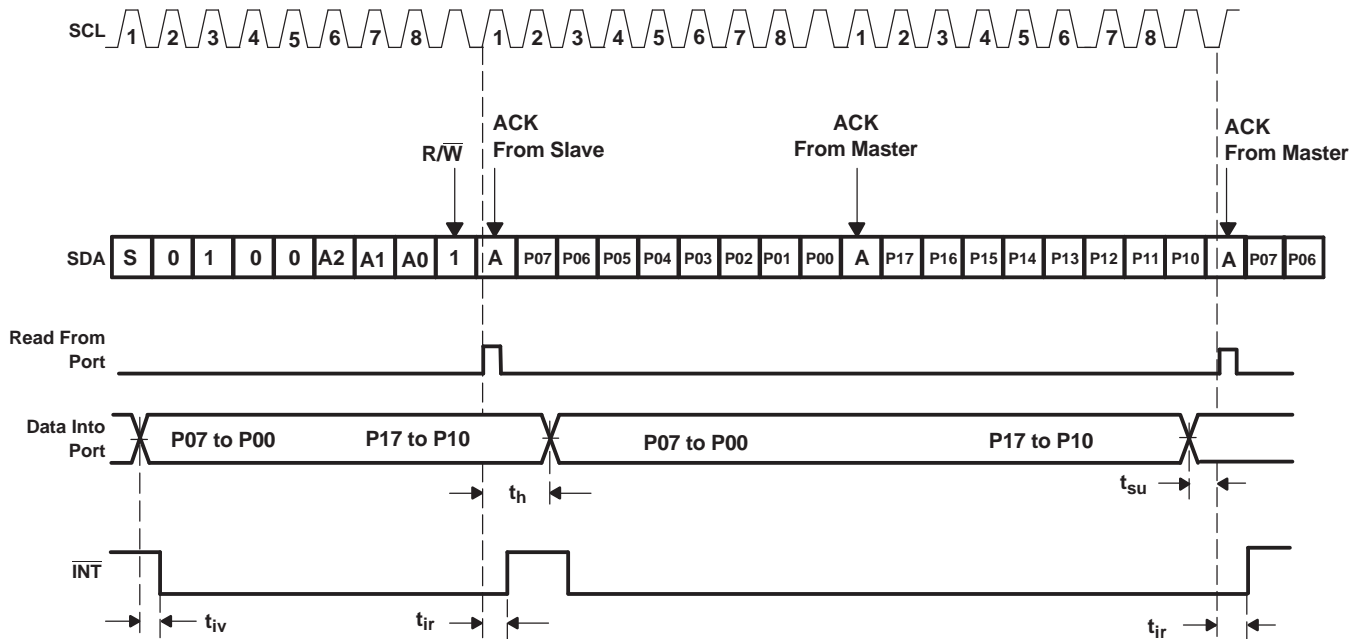 SCL 1 2 3 4 5 6 7 8 1 2 3 4 5 6 7 8 1 2 3 4 5 6 7 8
R/W̅
ACK
From Slave
ACK
From Master
ACK
From Master
SDA S 0 1 0 0 A2 A1 A0 1 A P07 P06 P05 P04 P03 P02 P01 P00 A P17 P16 P15 P14 P13 P12 P11 P10 A P07 P06
Read From
Port
Data Into
Port
P07 to P00 P17 to P10 P07 to P00 P17 to P10
th tsu
I̅N̅T̅
tiv tir tir